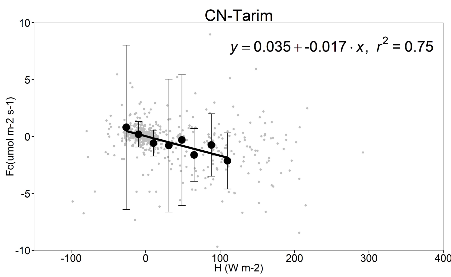 CN-Tarim
y = 0.035 + -0.017 · x, r² = 0.75
10
5
0
-5
-10
Fc(umol m-2 s-1)
-100 0 100 200 300 400
H (W m-2)